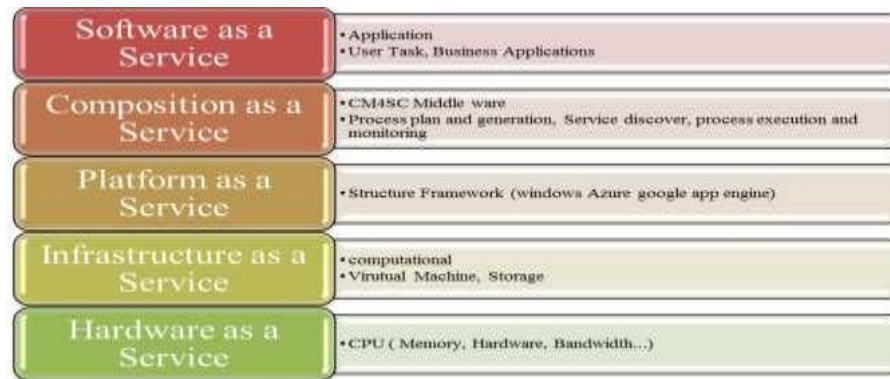 Software as a
Service
• Application
• User Task, Business Applications
Composition as a
Service
• CM4SC Middle ware
• Process plan and generation, Service discover, process execution and
monitoring
Platform as a
Service
• Structure Framework (windows Azure google app engine)
Infrastructure as a
Service
• computational
• Virutual Machine, Storage
Hardware as a
Service
• CPU ( Memory, Hardware, Bandwidth...)